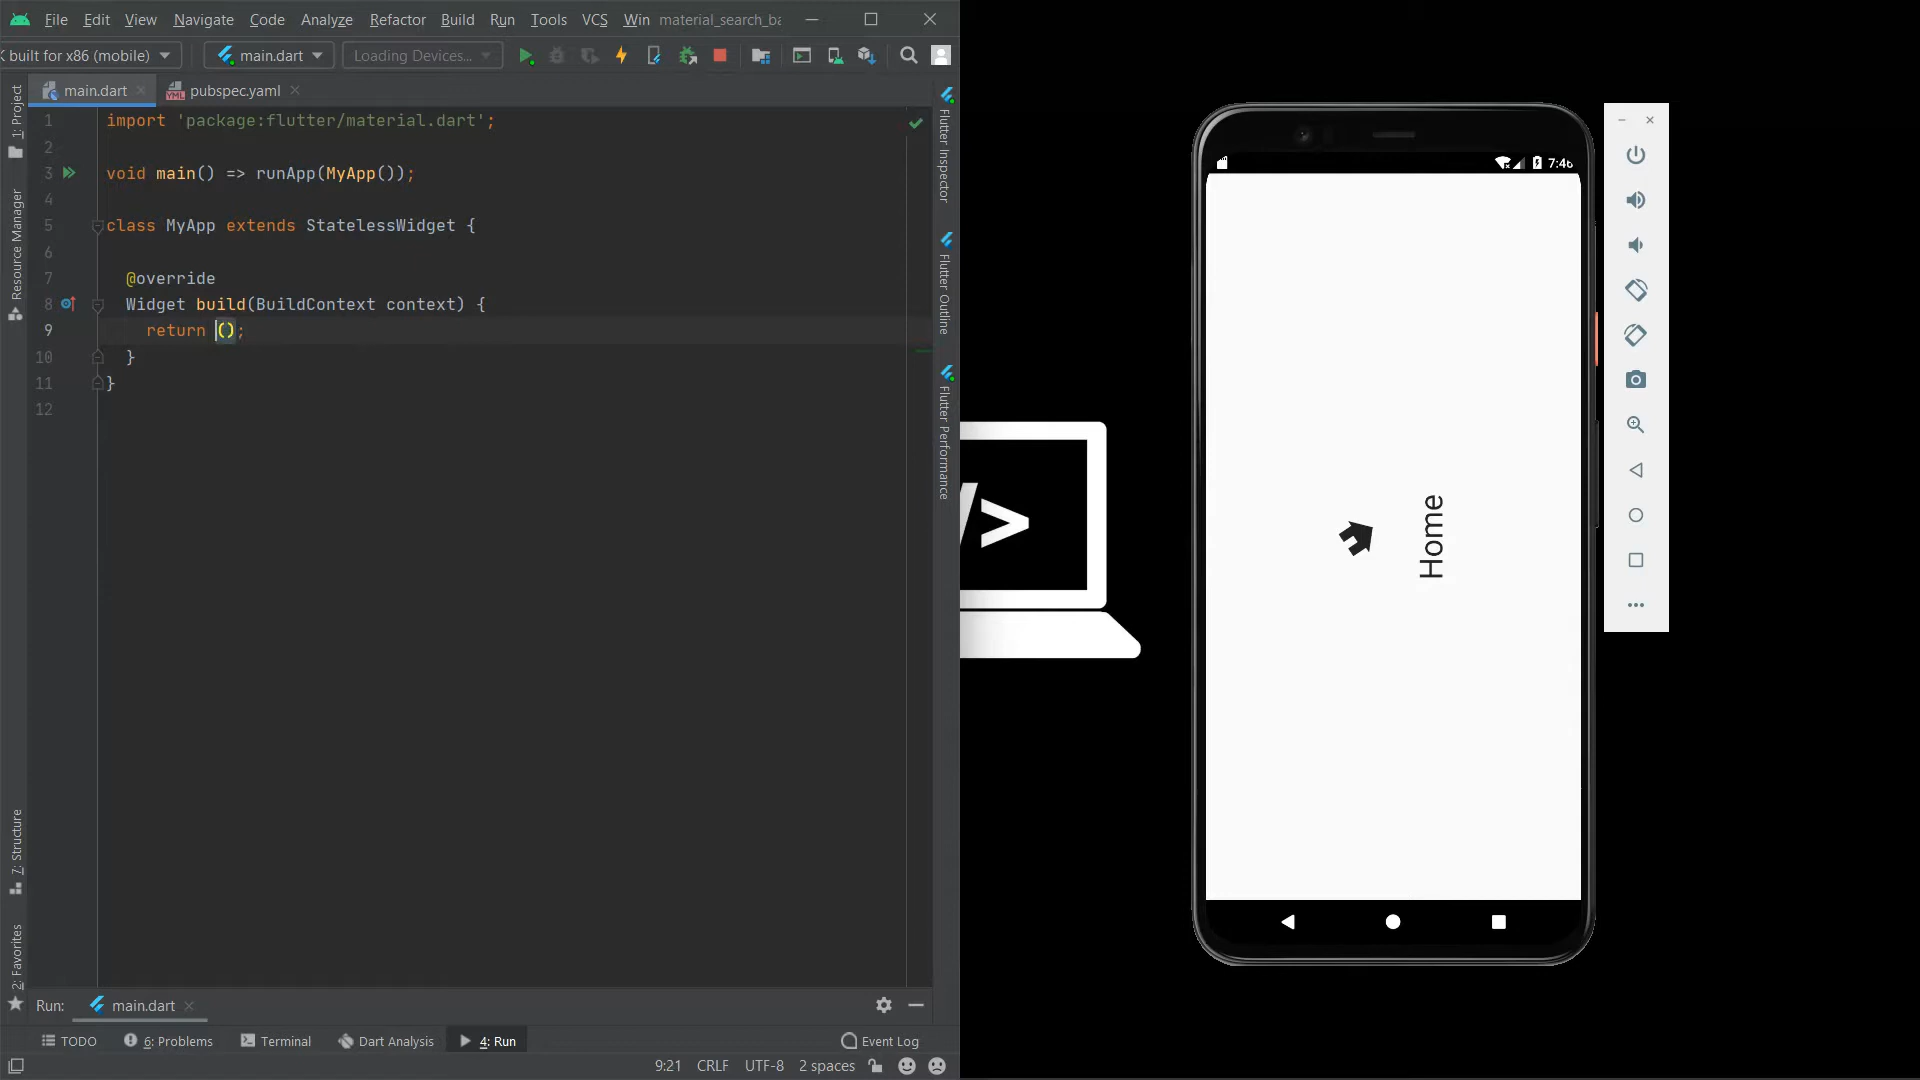 File Edit View Navigate Code Analyze Refactor Build Run Tools VCS Win material_search_ba
built for x86 (mobile) main.dart Loading Devices...
main.dart pubspec.yaml
1 import 'package:flutter/material.dart';
2
3 void main() => runApp(MyApp());
4
5 class MyApp extends StatelessWidget {
6
7 @override
8 Widget build(BuildContext context) {
9 return ();
10 }
11 }
12
1: Project
Resource Manager
7: Structure
2: Favorites
Flutter Inspector
Flutter Outline
Flutter Performance
Run: main.dart
TODO 6: Problems Terminal Dart Analysis 4: Run Event Log
9:21 CRLF UTF-8 2 spaces
/>
7:46
Home